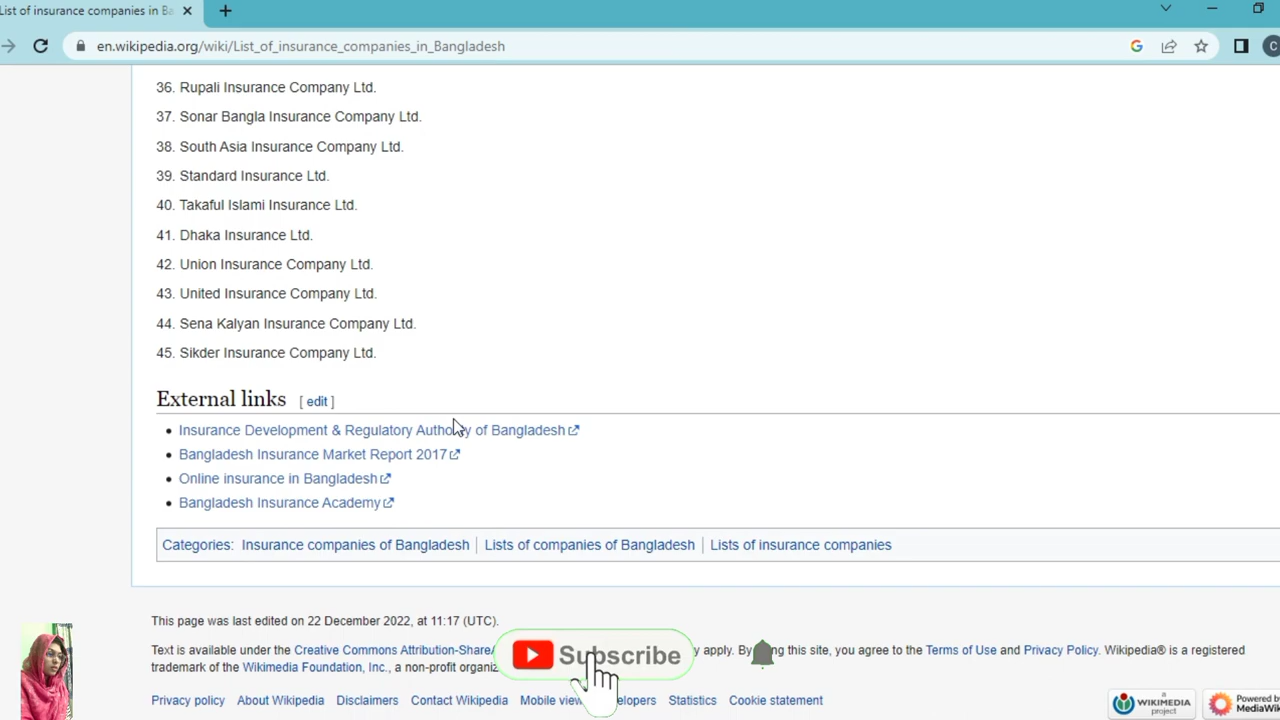 List of insurance companies in Ba
en.wikipedia.org/wiki/List_of_insurance_companies_in_Bangladesh
36. Rupali Insurance Company Ltd.
37. Sonar Bangla Insurance Company Ltd.
38. South Asia Insurance Company Ltd.
39. Standard Insurance Ltd.
40. Takaful Islami Insurance Ltd.
41. Dhaka Insurance Ltd.
42. Union Insurance Company Ltd.
43. United Insurance Company Ltd.
44. Sena Kalyan Insurance Company Ltd.
45. Sikder Insurance Company Ltd.
External links [ edit ]
Insurance Development & Regulatory Authority of Bangladesh
Bangladesh Insurance Market Report 2017
Online insurance in Bangladesh
Bangladesh Insurance Academy
Categories: Insurance companies of Bangladesh | Lists of companies of Bangladesh | Lists of insurance companies
This page was last edited on 22 December 2022, at 11:17 (UTC).
Text is available under the Creative Commons Attribution-Share y apply. By this site, you agree to the Terms of Use and Privacy Policy. Wikipedia® is a registered
Subscribe
trademark of the Wikimedia Foundation, Inc., a non-profit
Privacy policy About Wikipedia Disclaimers Contact Wikipedia Mobile view Statistics Cookie statement
a WIKIMEDIA project
Powered by MediaWik